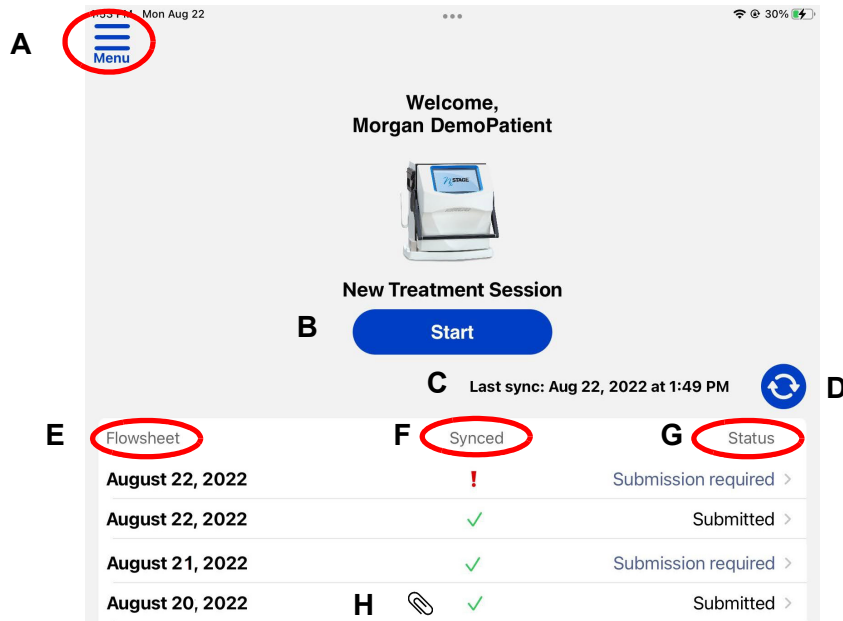 Mon Aug 22
30%
A
Menu
Welcome,
Morgan DemoPatient
STAGE
New Treatment Session
B Start
C Last sync: Aug 22, 2022 at 1:49 PM D
E Flowsheet F Synced G Status
August 22, 2022 ! Submission required >
August 22, 2022 ✓ Submitted >
August 21, 2022 ✓ Submission required >
August 20, 2022 H ✓ Submitted >